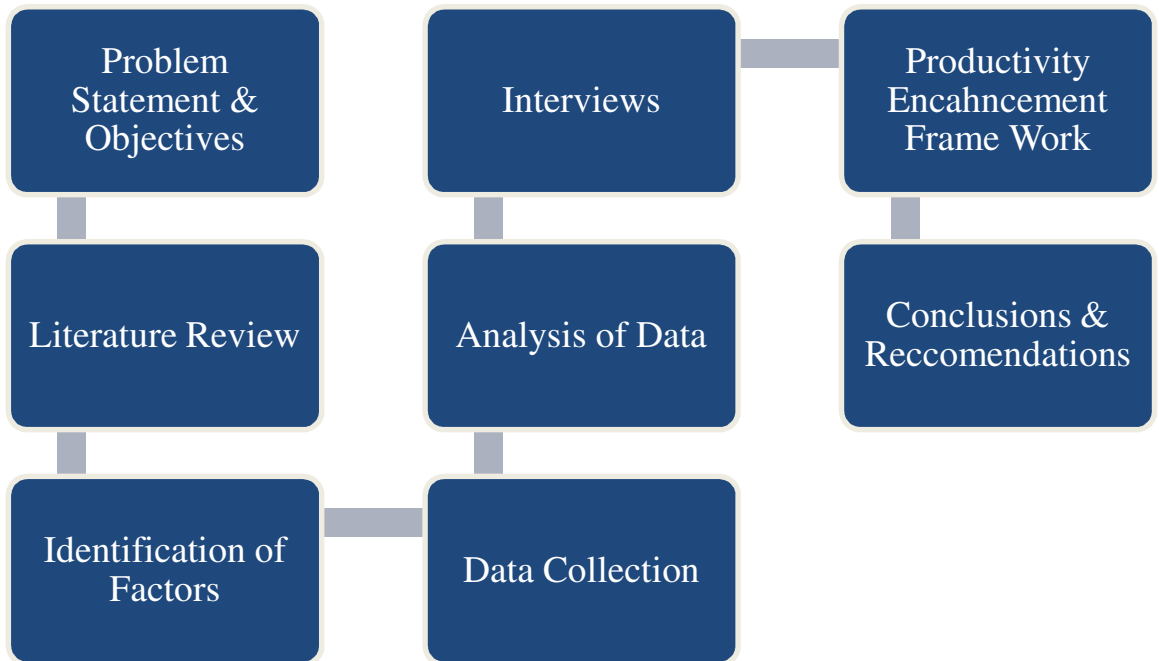 Problem
Statement &
Objectives
Literature Review
Identification of
Factors
Data Collection
Analysis of Data
Interviews
Productivity
Encahncement
Frame Work
Conclusions &
Reccomendations